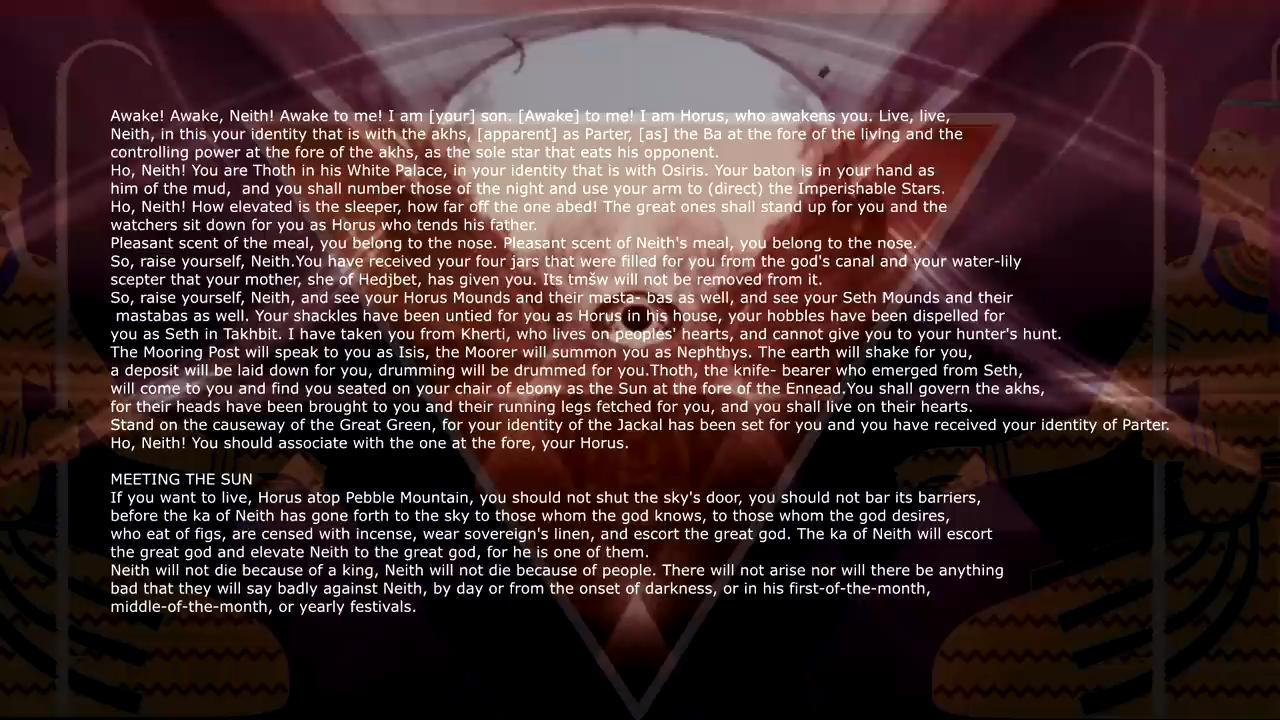 Awake! Awake, Neith! Awake to me! I am [your] son. [Awake] to me! I am Horus, who awakens you. Live, live,
Neith, in this your identity that is with the akhs, [apparent] as Parter, [as] the Ba at the fore of the living and the
controlling power at the fore of the akhs, as the sole star that eats his opponent.
Ho, Neith! You are Thoth in his White Palace, in your identity that is with Osiris. Your baton is in your hand as
him of the mud,  and you shall number those of the night and use your arm to (direct) the Imperishable Stars.
Ho, Neith! How elevated is the sleeper, how far off the one abed! The great ones shall stand up for you and the
watchers sit down for you as Horus who tends his father.
Pleasant scent of the meal, you belong to the nose. Pleasant scent of Neith's meal, you belong to the nose.
So, raise yourself, Neith.You have received your four jars that were filled for you from the god's canal and your water-lily
scepter that your mother, she of Hedjbet, has given you. Its tmšw will not be removed from it.
So, raise yourself, Neith, and see your Horus Mounds and their masta- bas as well, and see your Seth Mounds and their
mastabas as well. Your shackles have been untied for you as Horus in his house, your hobbles have been dispelled for
you as Seth in Takhbit. I have taken you from Kherti, who lives on peoples' hearts, and cannot give you to your hunter's hunt.
The Mooring Post will speak to you as Isis, the Moorer will summon you as Nephthys. The earth will shake for you,
a deposit will be laid down for you, drumming will be drummed for you.Thoth, the knife- bearer who emerged from Seth,
will come to you and find you seated on your chair of ebony as the Sun at the fore of the Ennead.You shall govern the akhs,
for their heads have been brought to you and their running legs fetched for you, and you shall live on their hearts.
Stand on the causeway of the Great Green, for your identity of the Jackal has been set for you and you have received your identity of Parter.
Ho, Neith! You should associate with the one at the fore, your Horus.
MEETING THE SUN
If you want to live, Horus atop Pebble Mountain, you should not shut the sky's door, you should not bar its barriers,
before the ka of Neith has gone forth to the sky to those whom the god knows, to those whom the god desires,
who eat of figs, are censed with incense, wear sovereign's linen, and escort the great god. The ka of Neith will escort
the great god and elevate Neith to the great god, for he is one of them.
Neith will not die because of a king, Neith will not die because of people. There will not arise nor will there be anything
bad that they will say badly against Neith, by day or from the onset of darkness, or in his first-of-the-month,
middle-of-the-month, or yearly festivals.